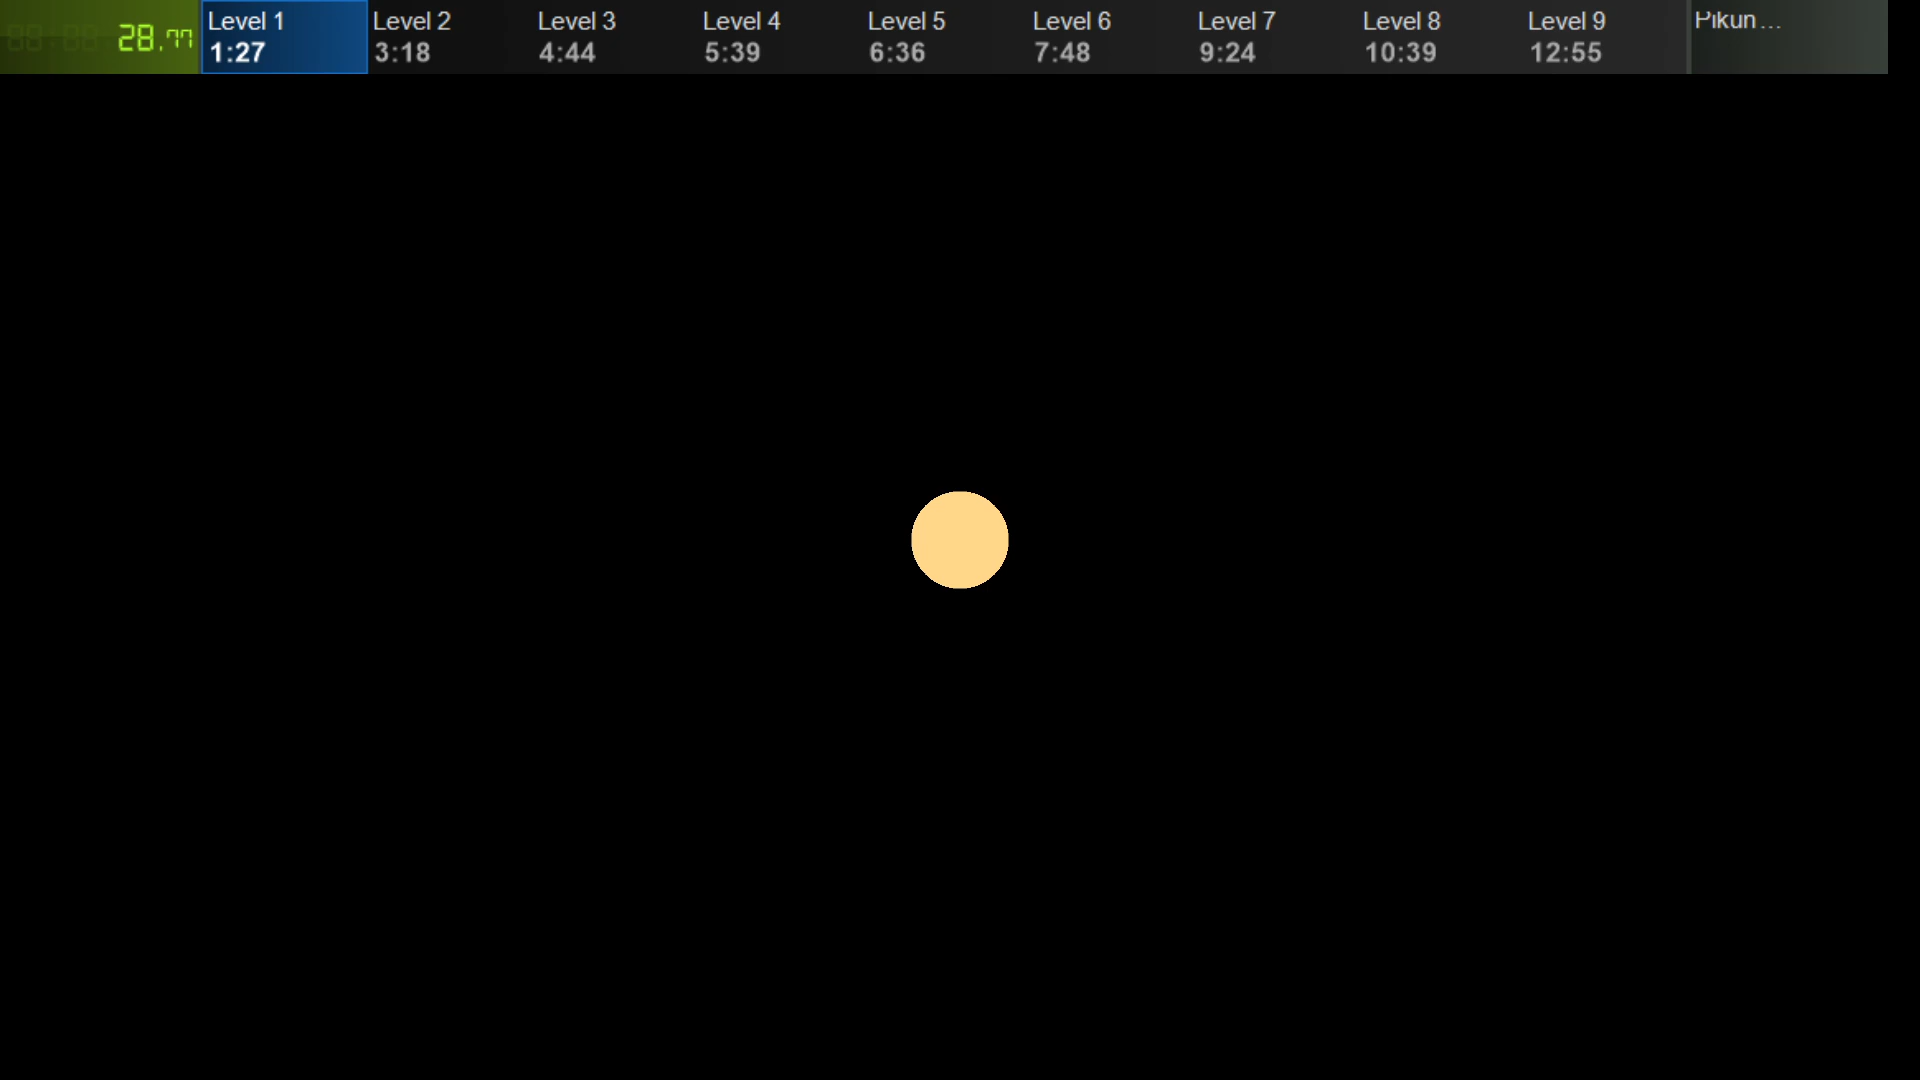 28.77
Level 1
1:27
Level 2
3:18
Level 3
4:44
Level 4
5:39
Level 5
6:36
Level 6
7:48
Level 7
9:24
Level 8
10:39
Level 9
12:55
Pikun...